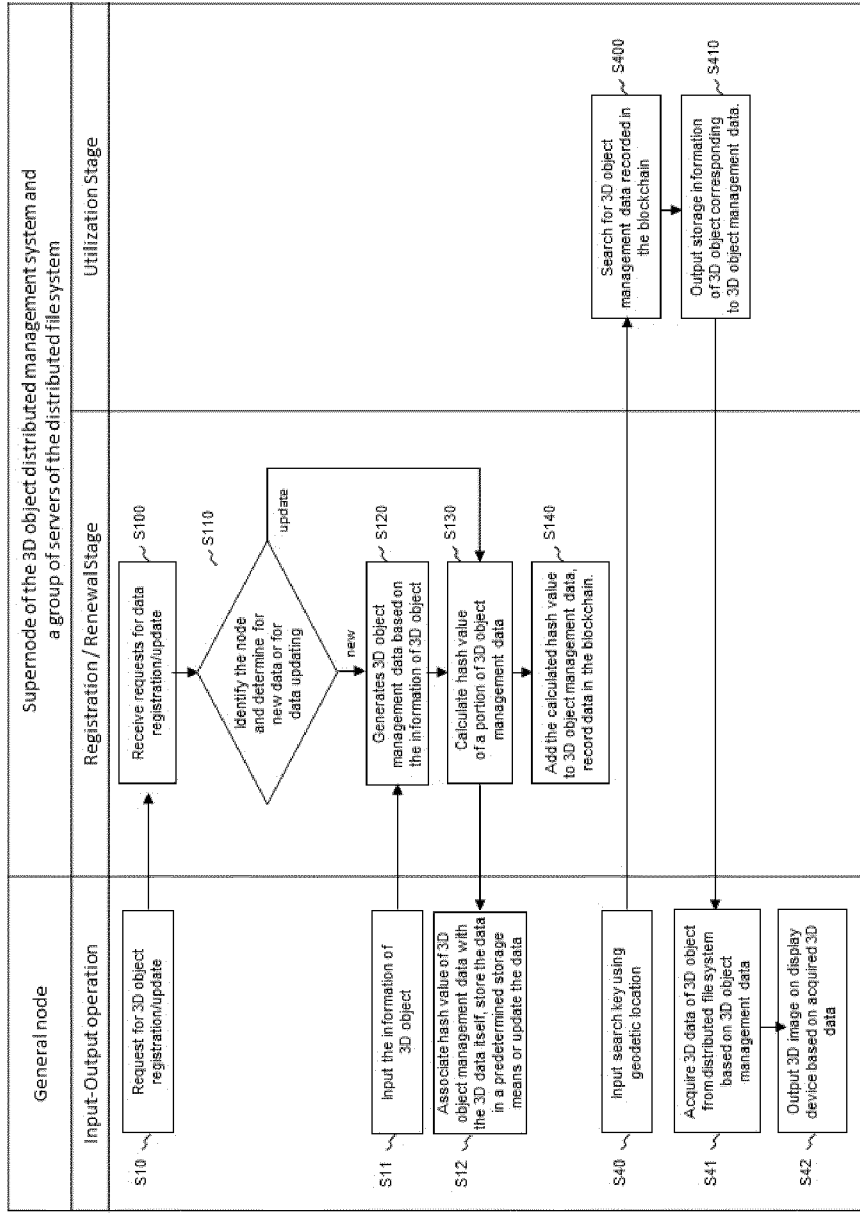 General node
Supernode of the 3D object distributed management system and
a group of servers of the distributed filesystem
Input-Output operation
Registration / Renewal Stage
Utilization Stage
S10
Request for 3D object
registration/update
Receive requests for data
registration/update
S100
Identify the node
and determine for
new data or for
data updating
S110
update
new
S11
Input the information of
3D object
Generates 3D object
management data based on
the information of 3D object
S120
S12
Associate hash value of 3D
object management data with
the 3D data itself, store the data
in a predetermined storage
means or update the data
Calculate hash value
of a portion of 3D object
management data
S130
Add the calculated hash value
to 3D object management data,
record data in the blockchain.
S140
S40
Input search key using
geodetic location
Search for 3D object
management data recorded in
the blockchain
S400
S41
Acquire 3D data of 3D object
from distributed file system
based on 3D object
management data
Output storage information
of 3D object corresponding
to 3D object management data.
S410
S42
Output 3D image on display
device based on acquired 3D
data